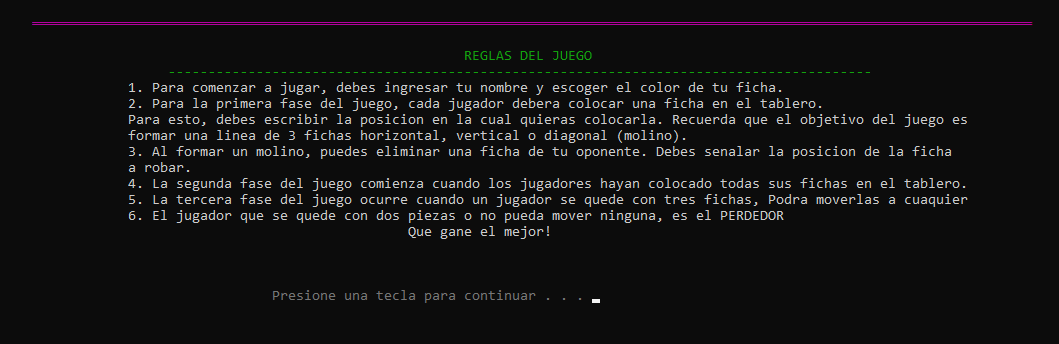 REGLAS DEL JUEGO
1. Para comenzar a jugar, debes ingresar tu nombre y escoger el color de tu ficha.
2. Para la primera fase del juego, cada jugador debera colocar una ficha en el tablero.
Para esto, debes escribir la posicion en la cual quieras colocarla. Recuerda que el objetivo del juego es
formar una linea de 3 fichas horizontal, vertical o diagonal (molino).
3. Al formar un molino, puedes eliminar una ficha de tu oponente. Debes senalar la posicion de la ficha
a robar.
4. La segunda fase del juego comienza cuando los jugadores hayan colocado todas sus fichas en el tablero.
5. La tercera fase del juego ocurre cuando un jugador se quede con tres fichas, Podra moverlas a cuaquier
6. El jugador que se quede con dos piezas o no pueda mover ninguna, es el PERDEDOR
Que gane el mejor!
Presione una tecla para continuar . . .